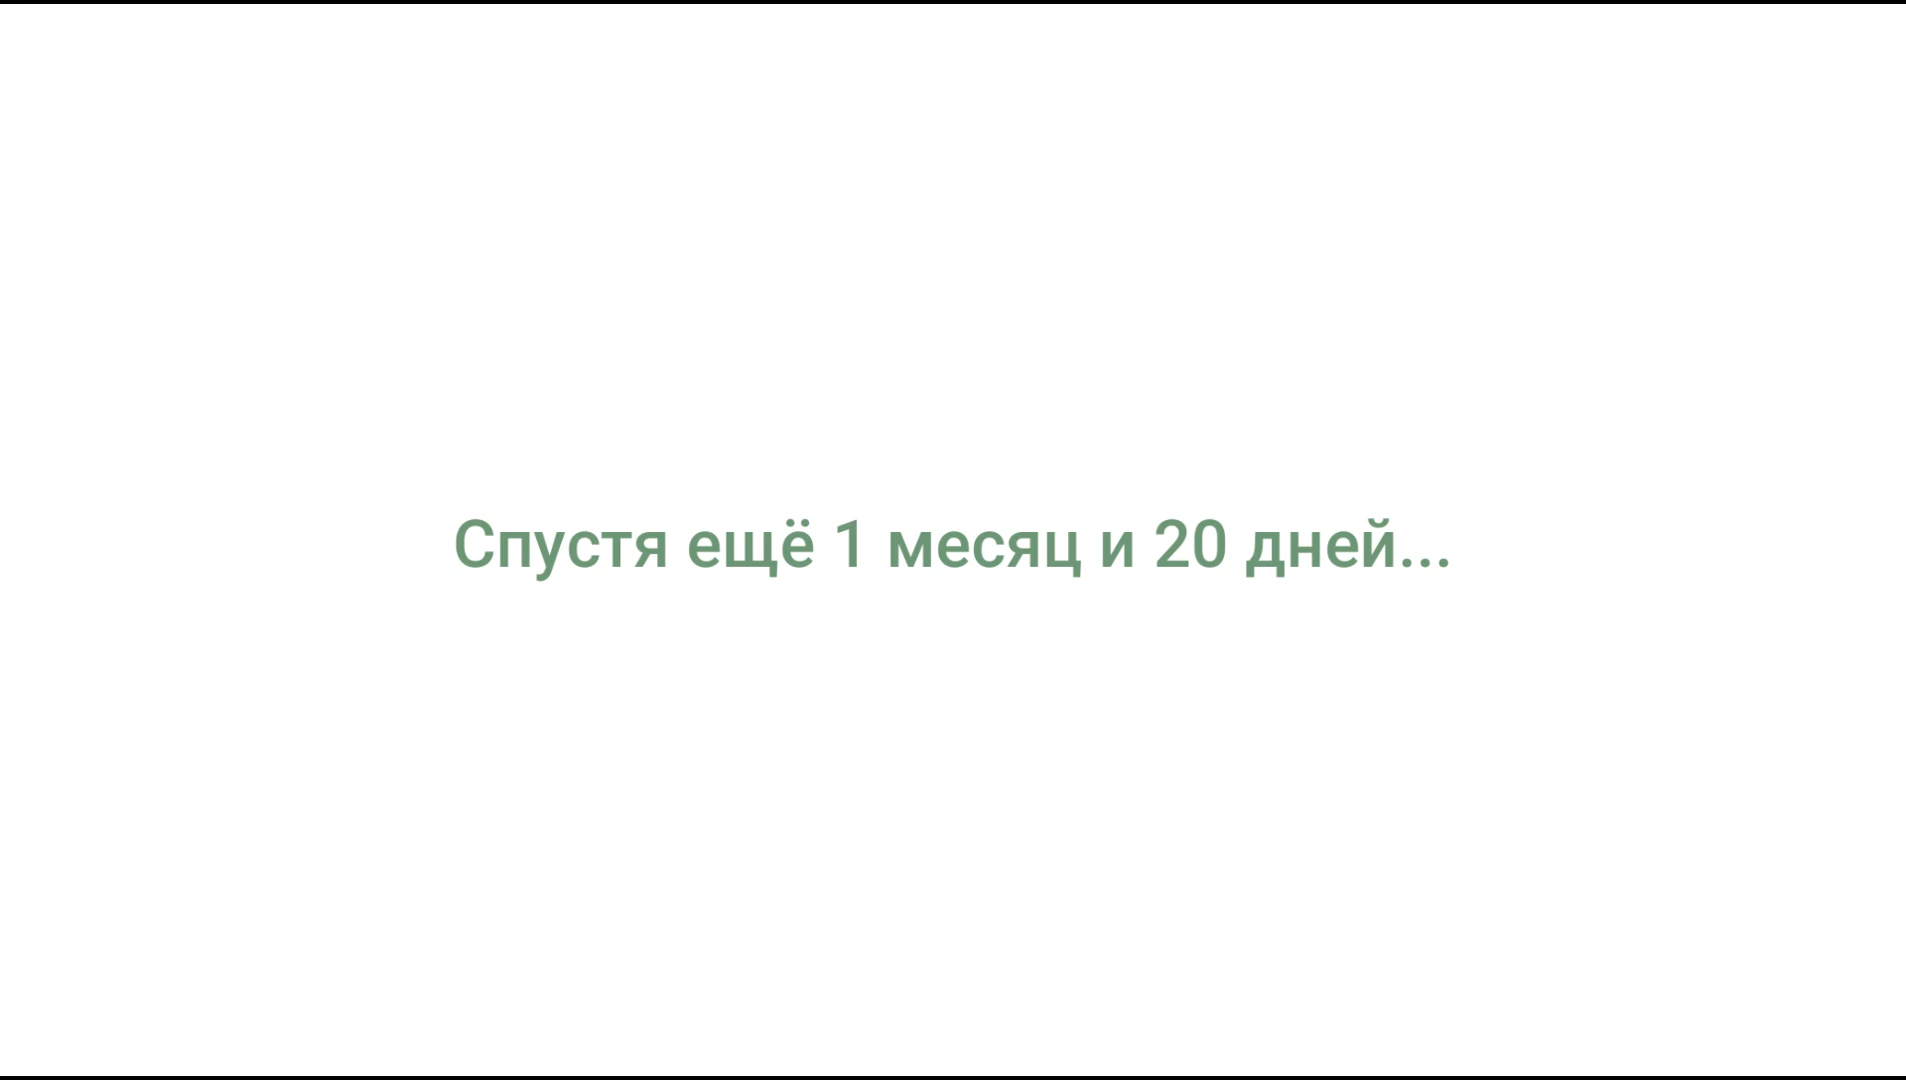 Спустя ещё 1 месяц и 20 дней...